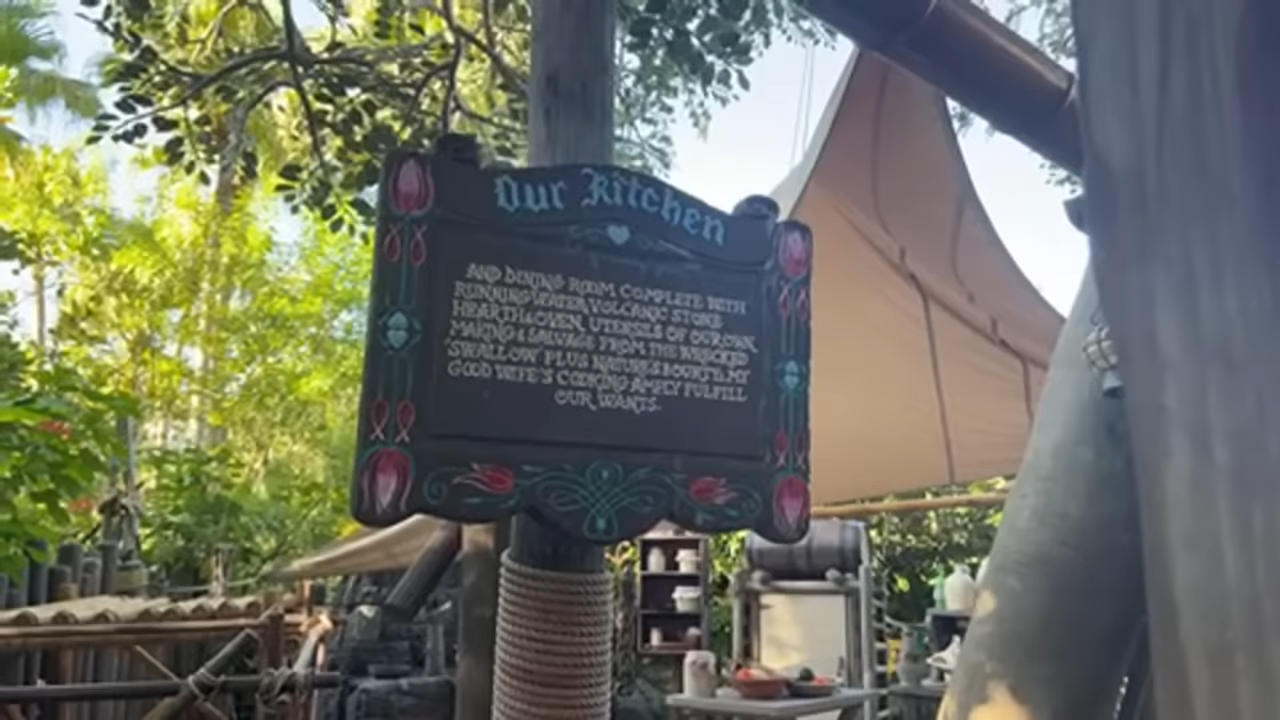 Our Kitchen
AND DINING ROOM, COMPLETE WITH
RUNNING WATER, VOLCANIC STONE
HEARTH & OVEN, UTENSILS OF OUR OWN
MAKING & SALVAGE FROM THE WRECKED
'SWALLOW' PLUS NATURE'S BOUNTY, MY
GOOD WIFE'S COOKING AMPLY FULFILL
OUR WANTS.